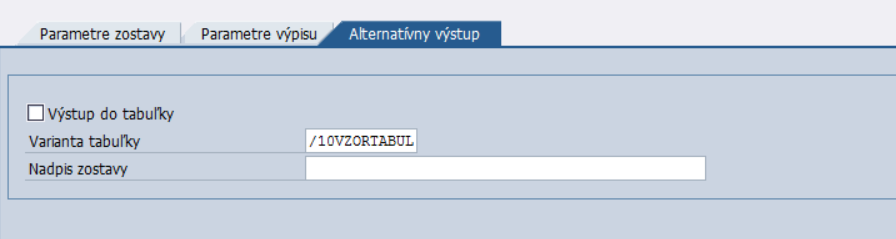 Parametre zostavy Parametre výpisu Alternatívny výstup
Výstup do tabuľky
Varianta tabuľky /10VZORTABUL
Nadpis zostavy